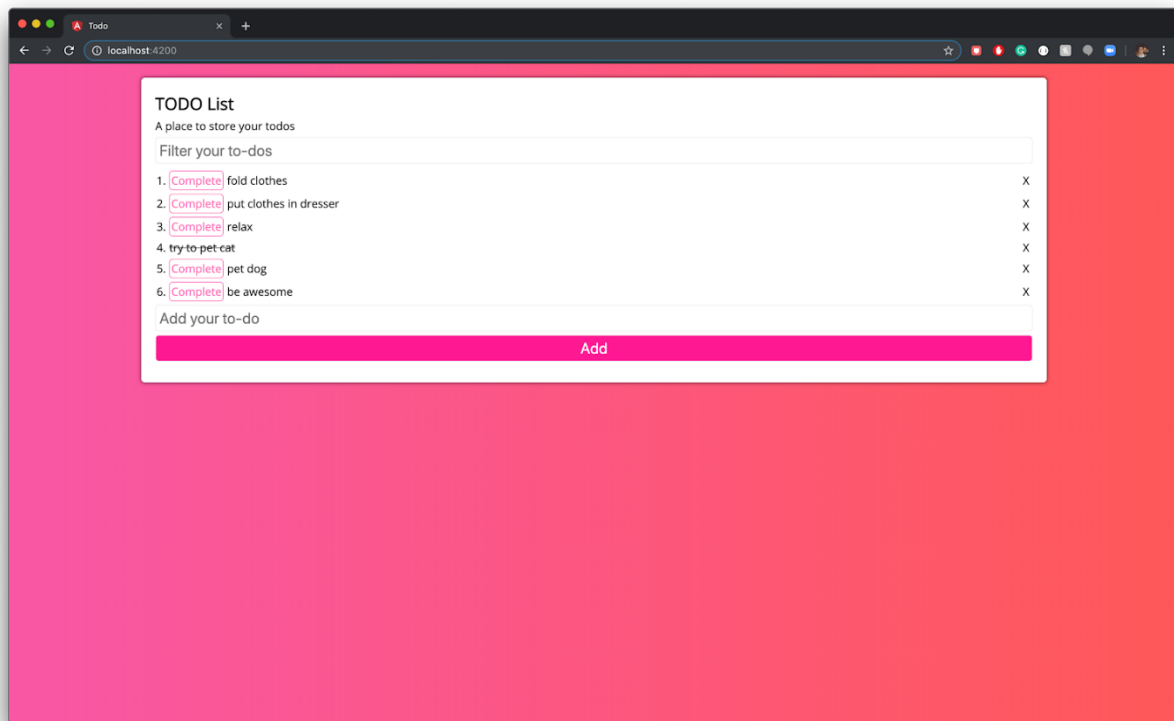 Todo
localhost:4200
TODO List
A place to store your todos
Filter your to-dos
1. Complete fold clothes X
2. Complete put clothes in dresser X
3. Complete relax X
4. try to pet cat X
5. Complete pet dog X
6. Complete be awesome X
Add your to-do
Add